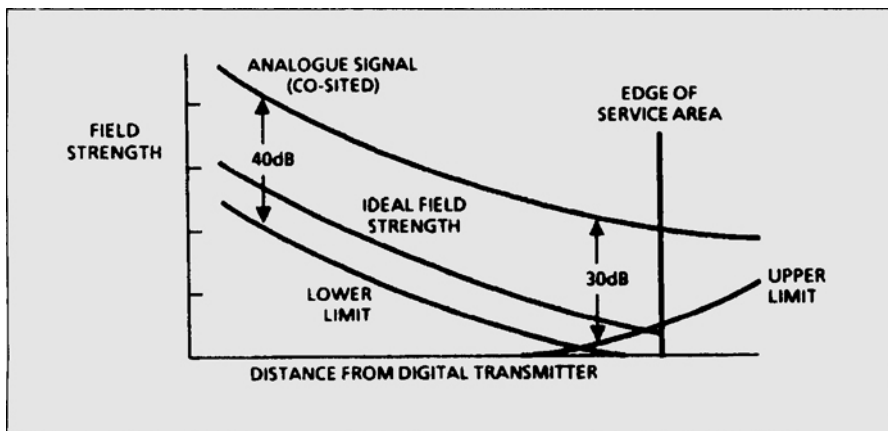 ANALOGUE SIGNAL
(CO-SITED)
EDGE OF
SERVICE AREA
FIELD
STRENGTH
40dB
IDEAL FIELD
STRENGTH
30dB
UPPER
LIMIT
LOWER
LIMIT
DISTANCE FROM DIGITAL TRANSMITTER